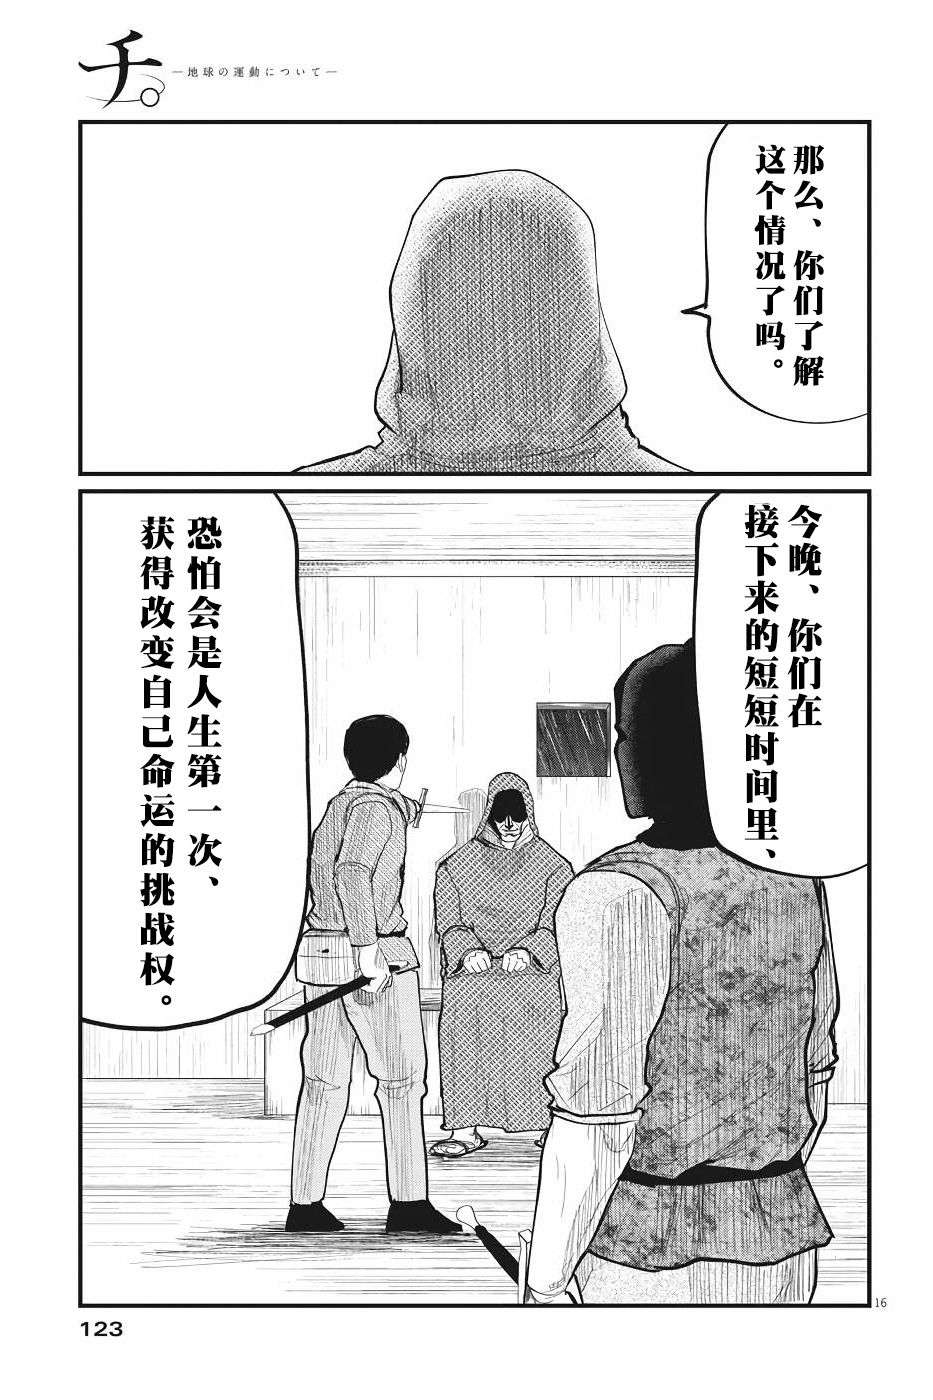 チ。
―地球の運動について―
那么、你们了解
这个情况了吗。
今晚、你们在
接下来的短短时间里、
恐怕会是人生第一次、
获得改变自己命运的挑战权。
16
123